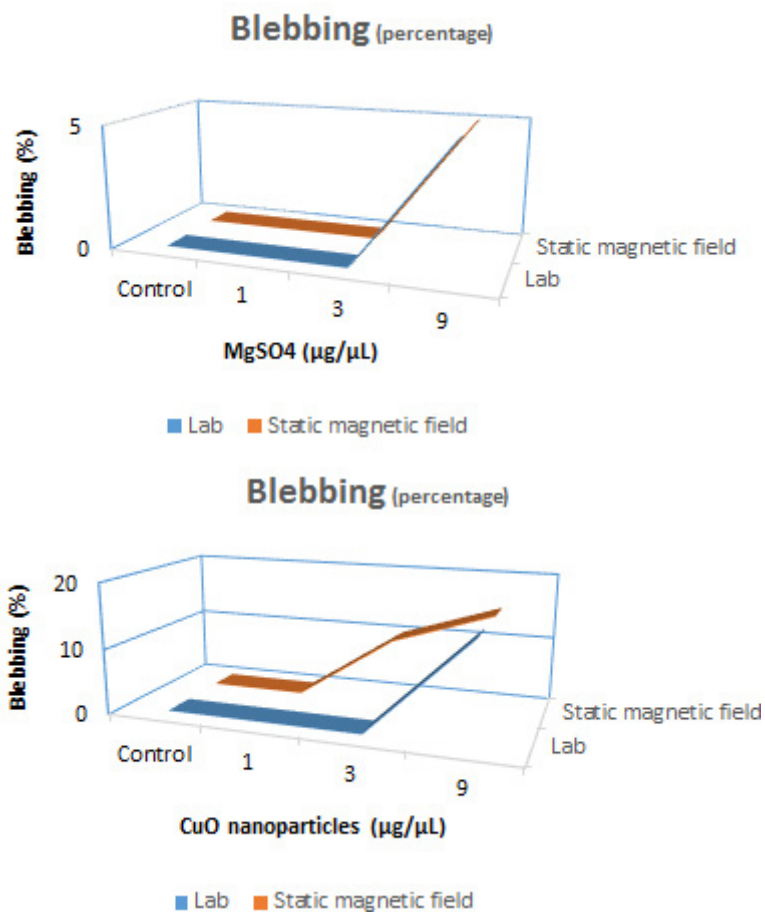 Blebbing (percentage)
5
0
Blebbing (%)
Control
1
3
9
Static magnetic field
Lab
MgSO4 (µg/µL)
Lab Static magnetic field
Blebbing (percentage)
20
10
0
Blebbing (%)
Control
1
3
9
Static magnetic field
Lab
CuO nanoparticles (µg/µL)
Lab Static magnetic field